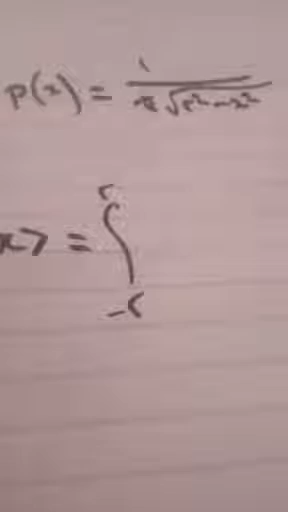 p(x) = 1 / π √r² - x²
x> = ∫ r -r